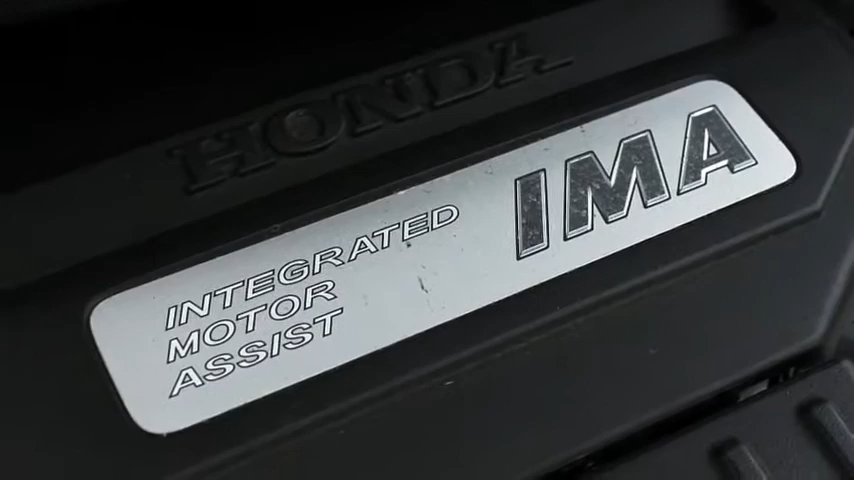 HONDA
INTEGRATED
MOTOR
ASSIST
IMA